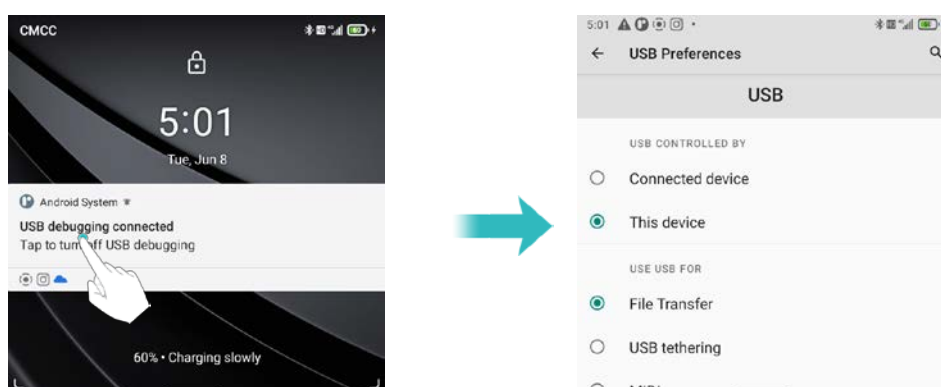 CMCC
5:01
Tue, Jun 8
Android System
USB debugging connected
Tap to turn off USB debugging
60% • Charging slowly
5:01
USB Preferences
USB
USB CONTROLLED BY
Connected device
This device
USE USB FOR
File Transfer
USB tethering